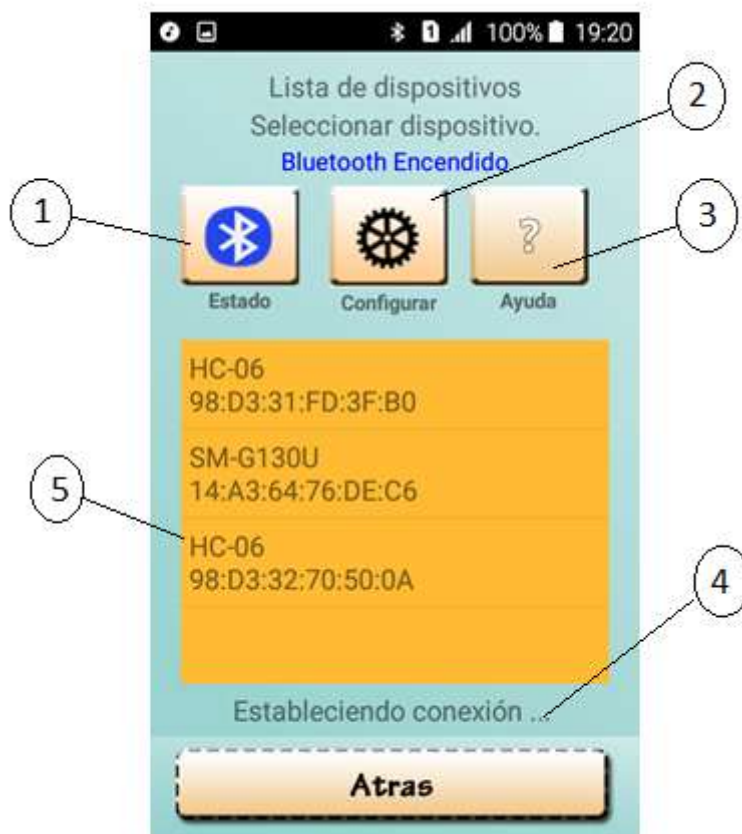 1 100% 19:20
Lista de dispositivos
Seleccionar dispositivo.
Bluetooth Encendido
1
2
3
Estado
Configurar
?
Ayuda
HC-06
98:D3:31:FD:3F:B0
SM-G130U
14:A3:64:76:DE:C6
5
HC-06
98:D3:32:70:50:0A
4
Estableciendo conexión ...
Atras